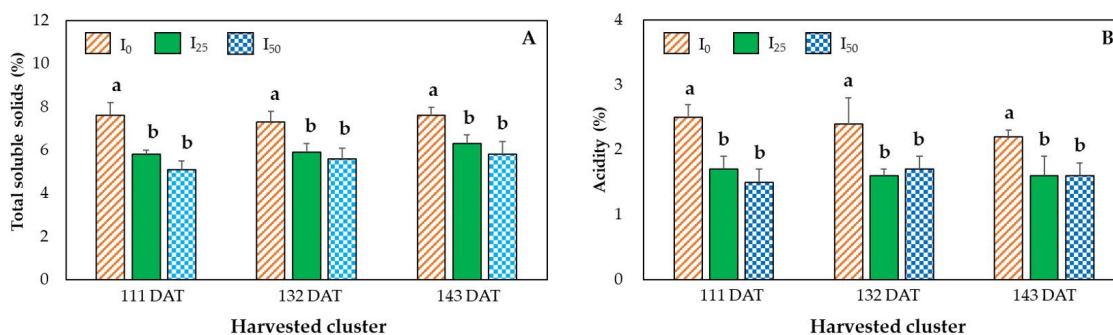 12
10
8
6
4
2
0
Total soluble solids (%)
I₀ I₂₅ I₅₀
A
a b b
a b b
a b b
111 DAT 132 DAT 143 DAT
Harvested cluster
4
3
2
1
0
Acidity (%)
I₀ I₂₅ I₅₀
B
a b b
a b b
a b b
111 DAT 132 DAT 143 DAT
Harvested cluster